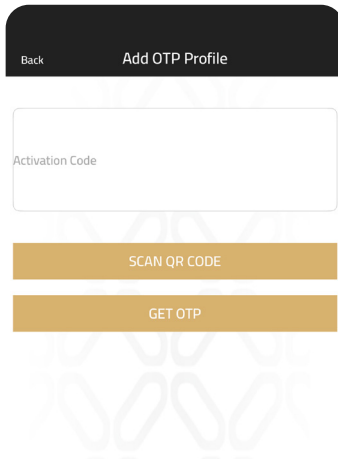 Back Add OTP Profile
Activation Code
SCAN QR CODE
GET OTP